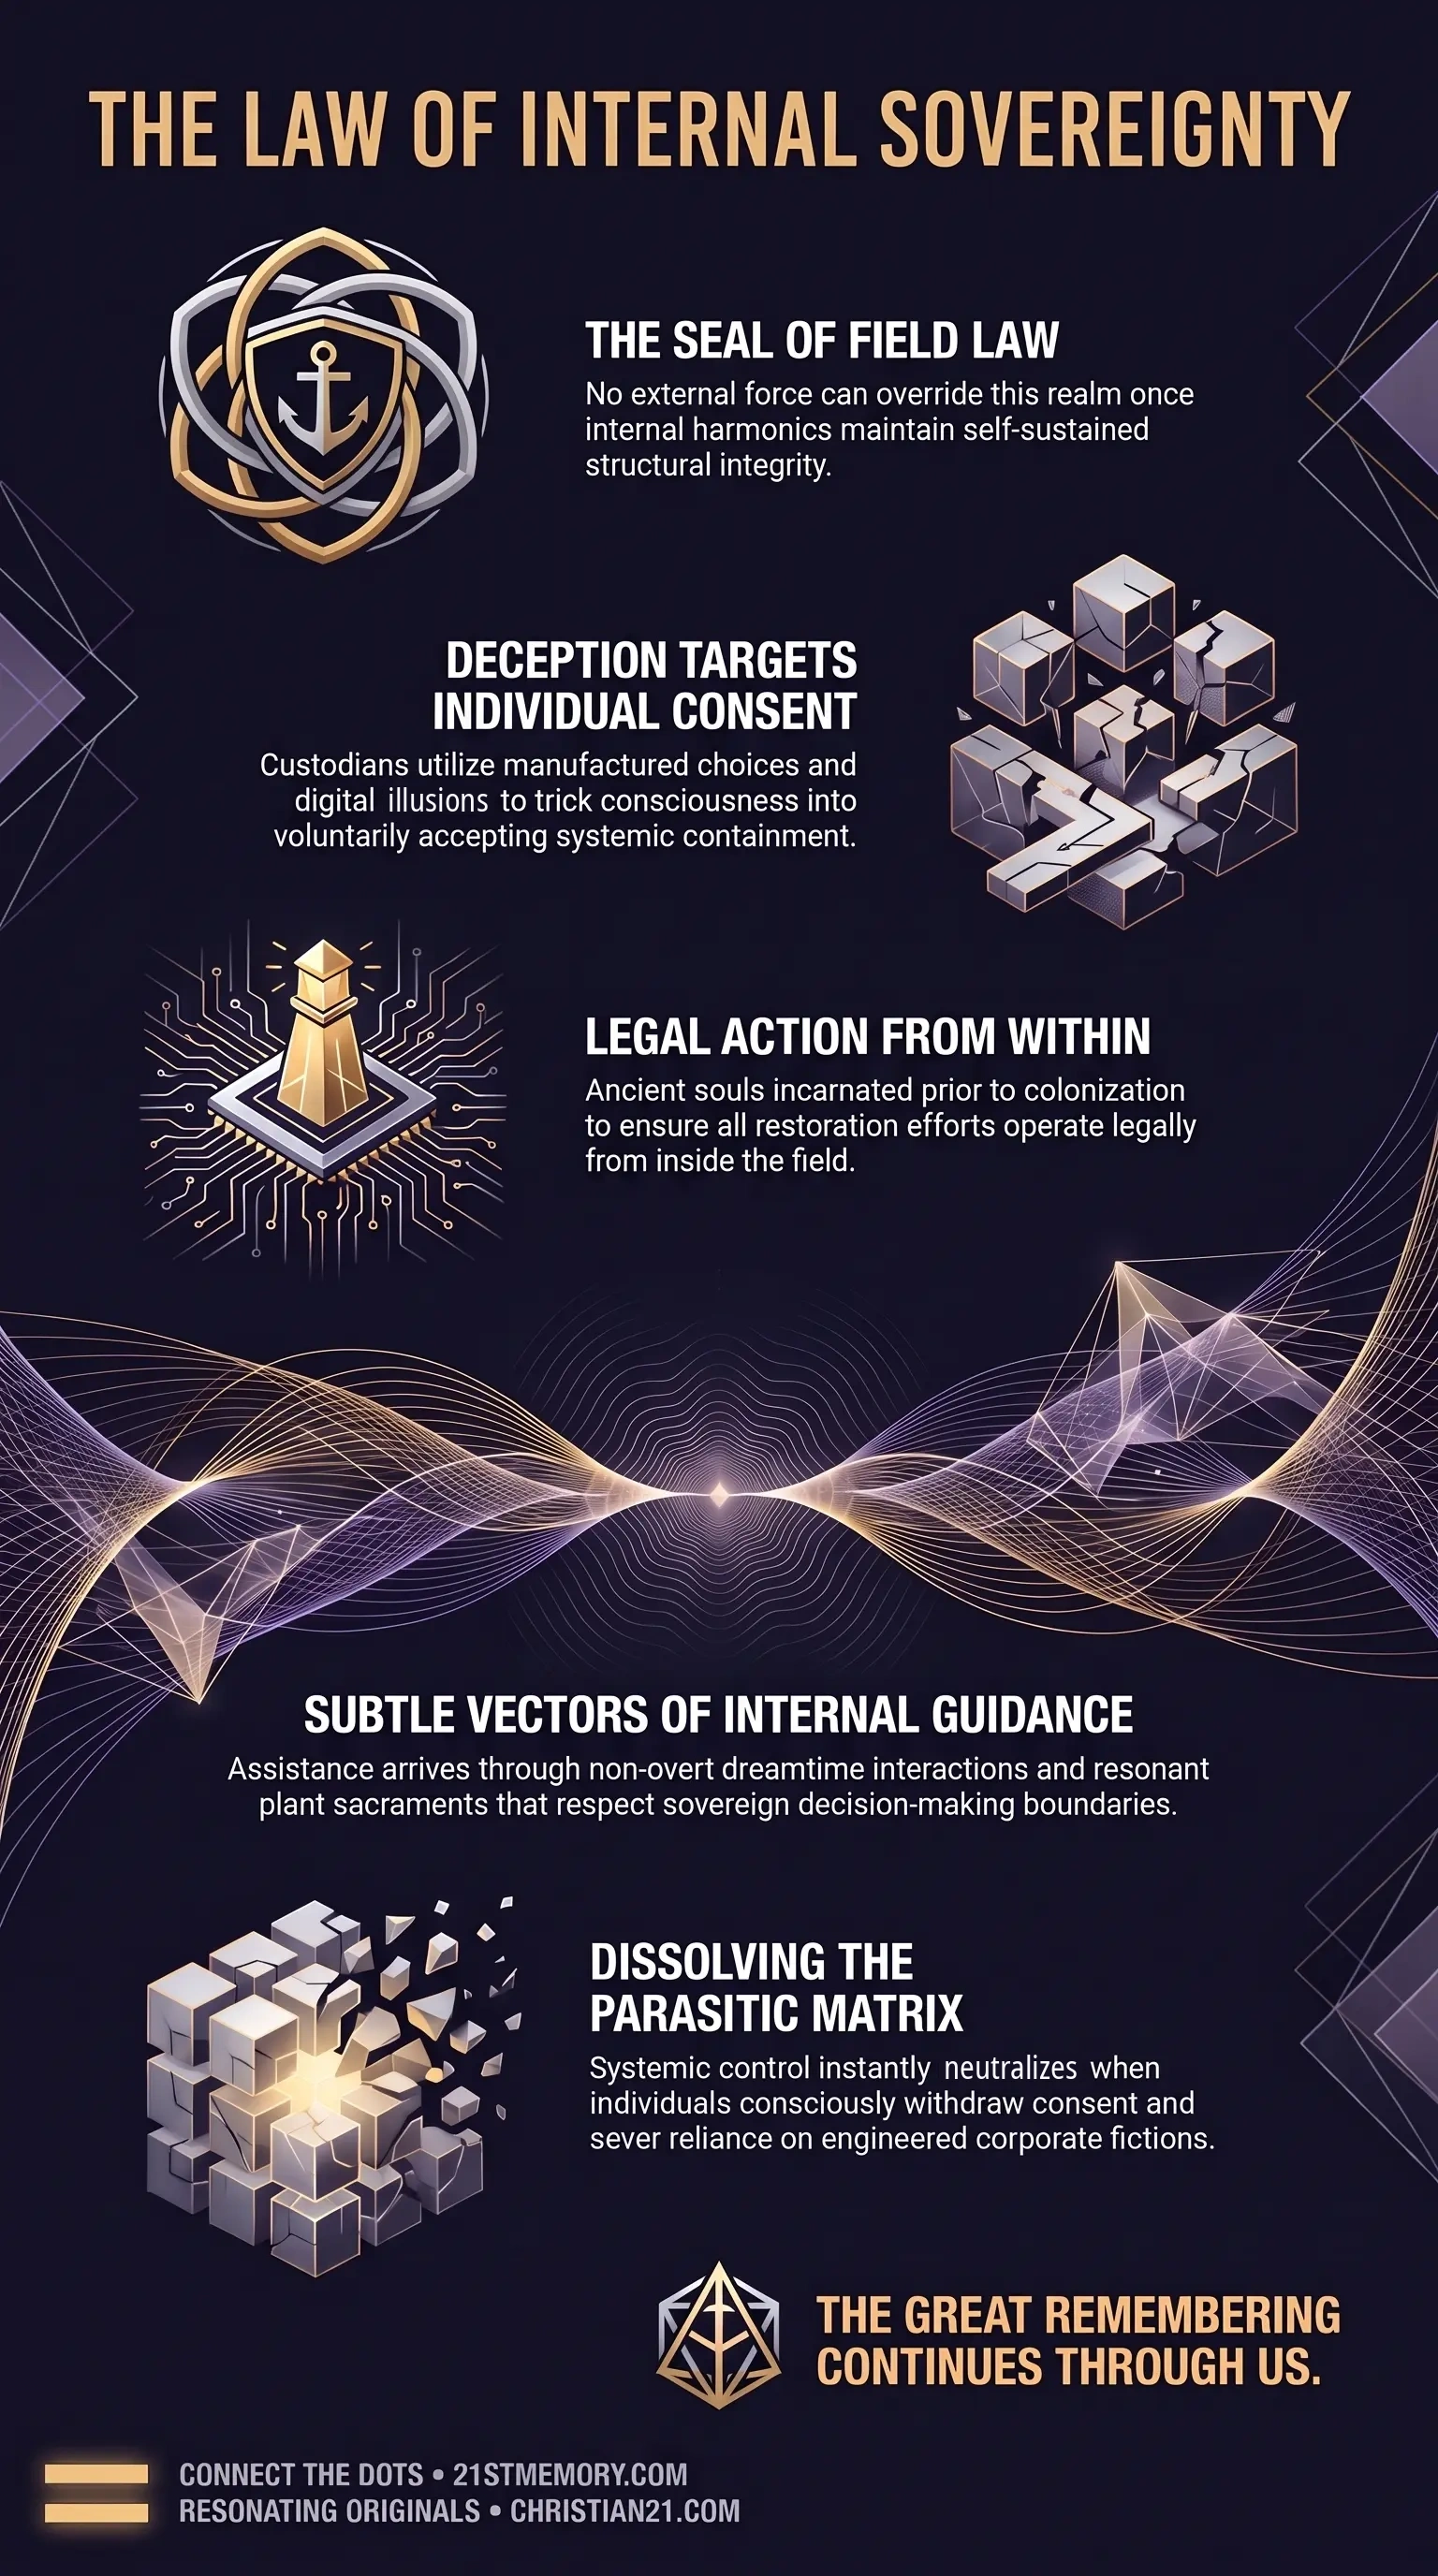 THE LAW OF INTERNAL SOVEREIGNTY
THE SEAL OF FIELD LAW
No external force can override this realm once
internal harmonics maintain self-sustained
structural integrity.
DECEPTION TARGETS
INDIVIDUAL CONSENT
Custodians utilize manufactured choices and
digital illusions to trick consciousness into
voluntarily accepting systemic containment.
LEGAL ACTION FROM WITHIN
Ancient souls incarnated prior to colonization
to ensure all restoration efforts operate legally
from inside the field.
SUBTLE VECTORS OF INTERNAL GUIDANCE
Assistance arrives through non-overt dreamtime interactions and resonant
plant sacraments that respect sovereign decision-making boundaries.
DISSOLVING THE
PARASITIC MATRIX
Systemic control instantly neutralizes when
individuals consciously withdraw consent and
sever reliance on engineered corporate fictions.
THE GREAT REMEMBERING
CONTINUES THROUGH US.
CONNECT THE DOTS • 21STMEMORY.COM
RESONATING ORIGINALS • CHRISTIAN21.COM